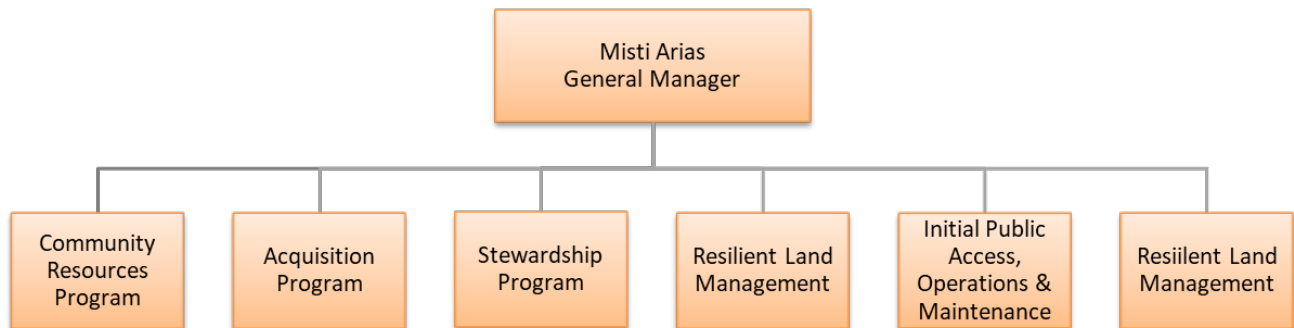 Misti Arias
General Manager
Community
Resources
Program
Acquisition
Program
Stewardship
Program
Resilient Land
Management
Initial Public
Access,
Operations &
Maintenance
Resiilent Land
Management